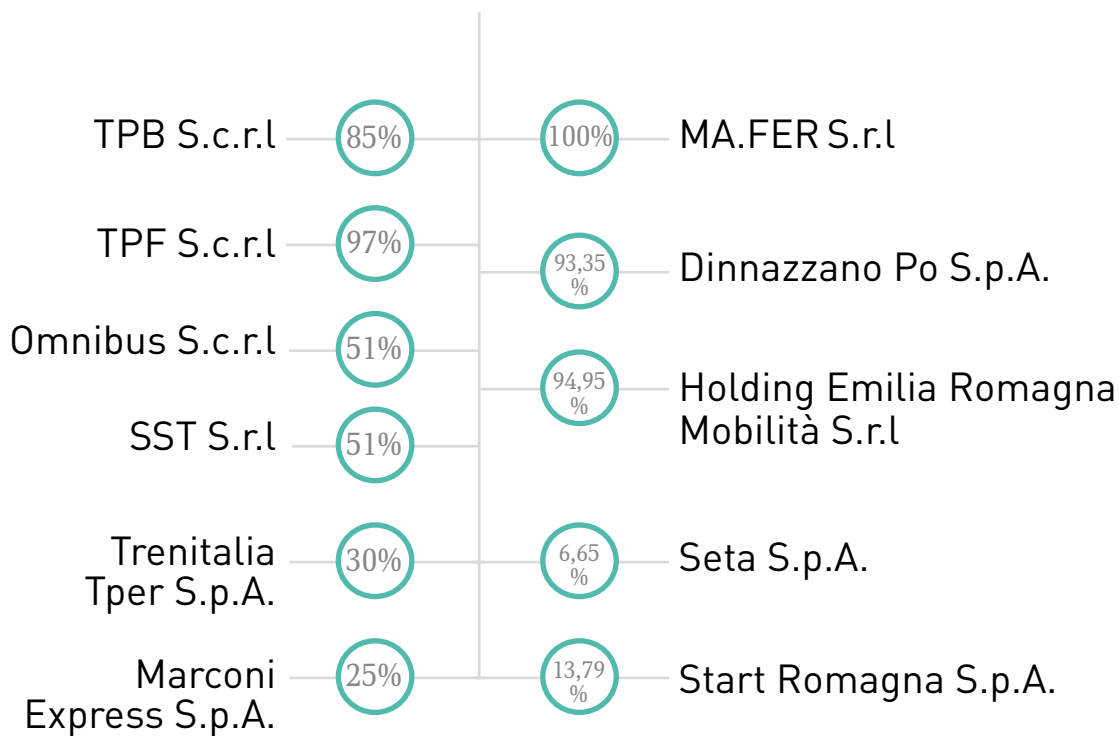 TPB S.c.r.l
85%
100%
MA.FER S.r.l
TPF S.c.r.l
97%
93,35
%
Dinnazzano Po S.p.A.
Omnibus S.c.r.l
51%
94,95
%
Holding Emilia Romagna
Mobilità S.r.l
SST S.r.l
51%
Trenitalia
Tper S.p.A.
30%
6,65
%
Seta S.p.A.
Marconi
Express S.p.A.
25%
13,79
%
Start Romagna S.p.A.